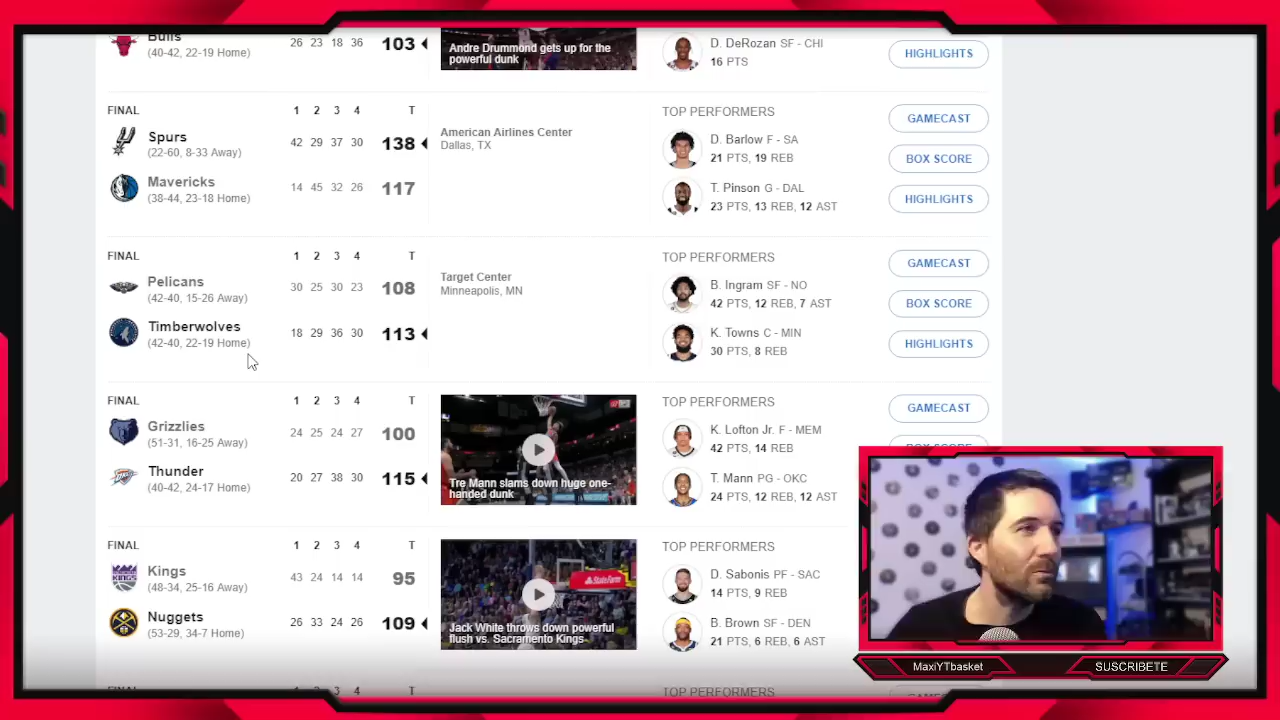 Bulls
(40-42, 22-19 Home)
26 23 18 36 103
Andre Drummond gets up for the
powerful dunk
D. DeRozan SF - CHI
16 PTS
HIGHLIGHTS
FINAL
1 2 3 4 T
Spurs
(22-60, 8-33 Away)
42 29 37 30 138
Mavericks
(38-44, 23-18 Home)
14 45 32 26 117
American Airlines Center
Dallas, TX
TOP PERFORMERS
D. Barlow F - SA
21 PTS, 19 REB
T. Pinson G - DAL
23 PTS, 13 REB, 12 AST
GAMECAST
BOX SCORE
HIGHLIGHTS
FINAL
1 2 3 4 T
Pelicans
(42-40, 15-26 Away)
30 25 30 23 108
Timberwolves
(42-40, 22-19 Home)
18 29 36 30 113
Target Center
Minneapolis, MN
TOP PERFORMERS
B. Ingram SF - NO
42 PTS, 12 REB, 7 AST
K. Towns C - MIN
30 PTS, 8 REB
GAMECAST
BOX SCORE
HIGHLIGHTS
FINAL
1 2 3 4 T
Grizzlies
(51-31, 16-25 Away)
24 25 24 27 100
Thunder
(40-42, 24-17 Home)
20 27 38 30 115
Tre Mann slams down huge one-
handed dunk
TOP PERFORMERS
K. Lofton Jr. F - MEM
42 PTS, 14 REB
T. Mann PG - OKC
24 PTS, 12 REB, 12 AST
GAMECAST
BOX SCORE
FINAL
1 2 3 4 T
Kings
(48-34, 25-16 Away)
43 24 14 14 95
Nuggets
(53-29, 34-7 Home)
26 33 24 26 109
State Farm
Jack White throws down powerful
flush vs. Sacramento Kings
TOP PERFORMERS
D. Sabonis PF - SAC
14 PTS, 9 REB
B. Brown SF - DEN
21 PTS, 6 REB, 6 AST
MaxiYTbasket
SUSCRIBETE
FINAL
1 2 3 4 T
TOP PERFORMERS
GAMECAST